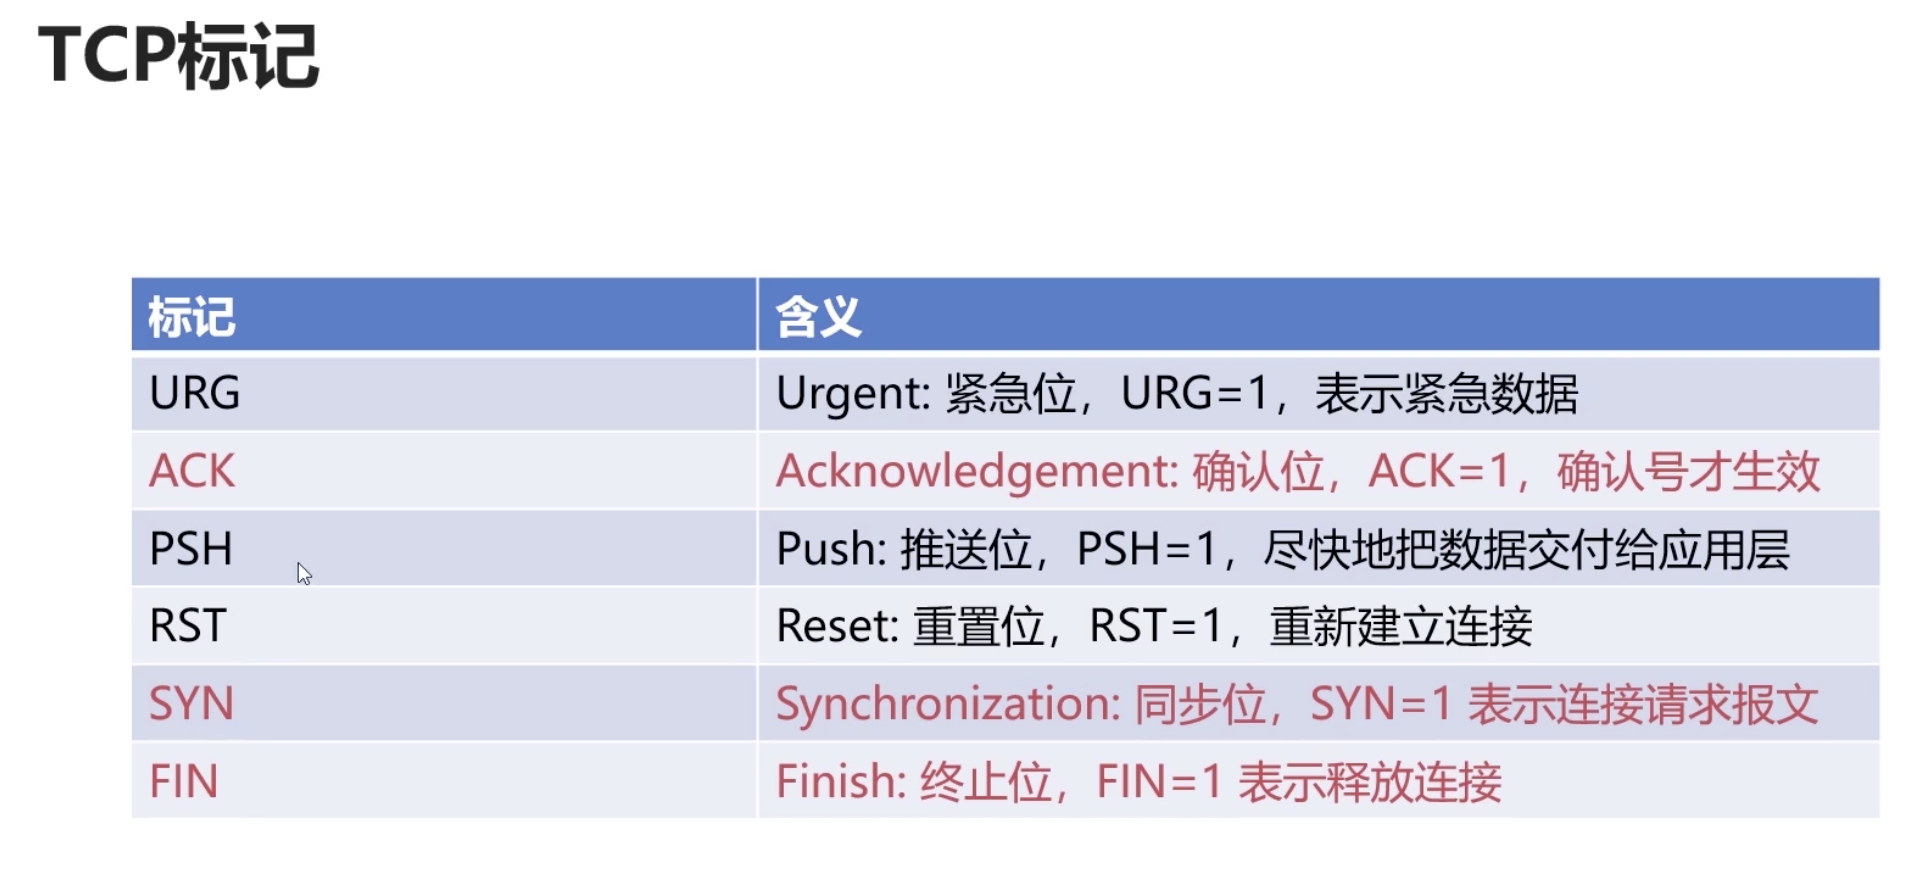 TCP标记
标记 含义
URG Urgent: 紧急位，URG=1，表示紧急数据
ACK Acknowledgement: 确认位，ACK=1，确认号才生效
PSH Push: 推送位，PSH=1，尽快地把数据交付给应用层
RST Reset: 重置位，RST=1，重新建立连接
SYN Synchronization: 同步位，SYN=1 表示连接请求报文
FIN Finish: 终止位，FIN=1 表示释放连接